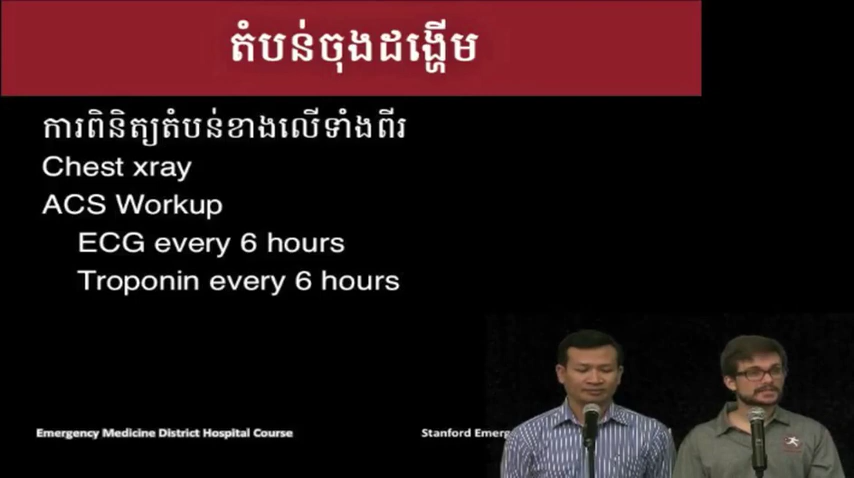 តំបន់ចុងដង្ហើម
ការពិនិត្យតំបន់ខាងលើទាំងពីរ
Chest xray
ACS Workup
ECG every 6 hours
Troponin every 6 hours
Emergency Medicine District Hospital Course
Stanford